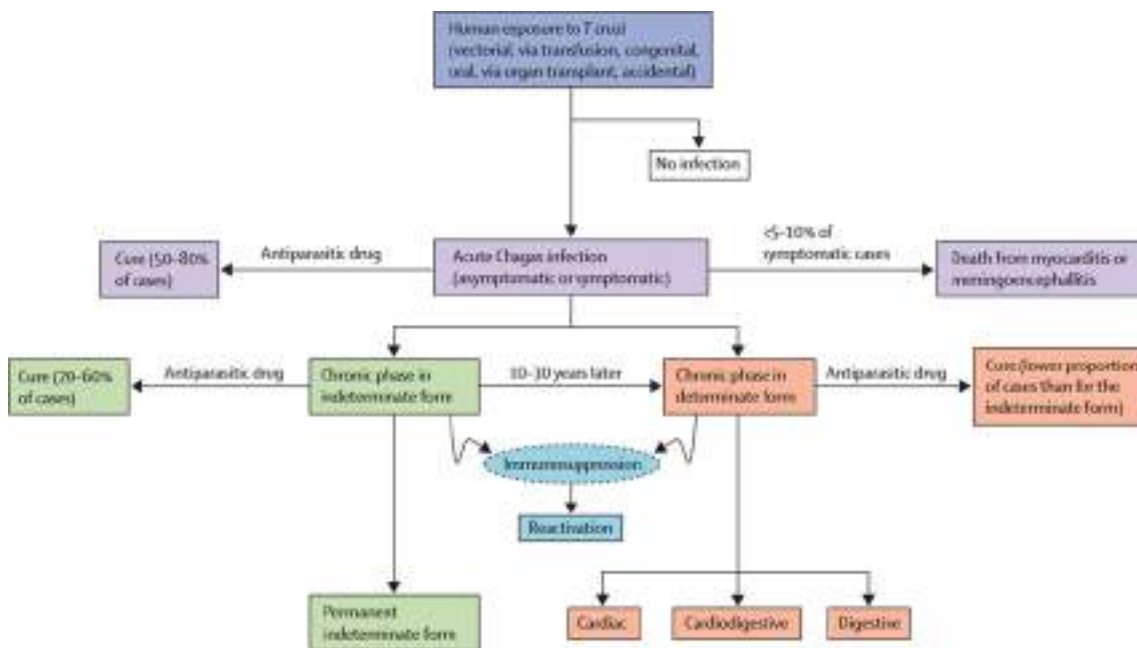 Human exposure to T cruzi
(vectorial, via transfusion, congenital,
oral, via organ transplant, accidental)
No infection
Cure (50–80%
of cases)
Antiparasitic drug
Acute Chagas infection
(asymptomatic or symptomatic)
<5–10% of
symptomatic cases
Death from myocarditis or
meningoencephalitis
Cure (20–60%
of cases)
Antiparasitic drug
Chronic phase in
indeterminate form
10–30 years later
Chronic phase in
determinate form
Antiparasitic drug
Cure (lower proportion
of cases than for the
indeterminate form)
Immunosuppression
Reactivation
Permanent
indeterminate form
Cardiac
Cardiodigestive
Digestive